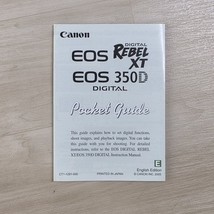 Canon
DIGITAL
EOS REBEL XT
EOS 350D
DIGITAL
Pocket Guide
This guide explains how to set digital functions,
shoot images, and playback images. You can take
this guide with you for shooting. For detailed
instructions, refer to the EOS DIGITAL REBEL
XT/EOS 350D DIGITAL Instruction Manual.
E
English Edition
PRINTED IN JAPAN